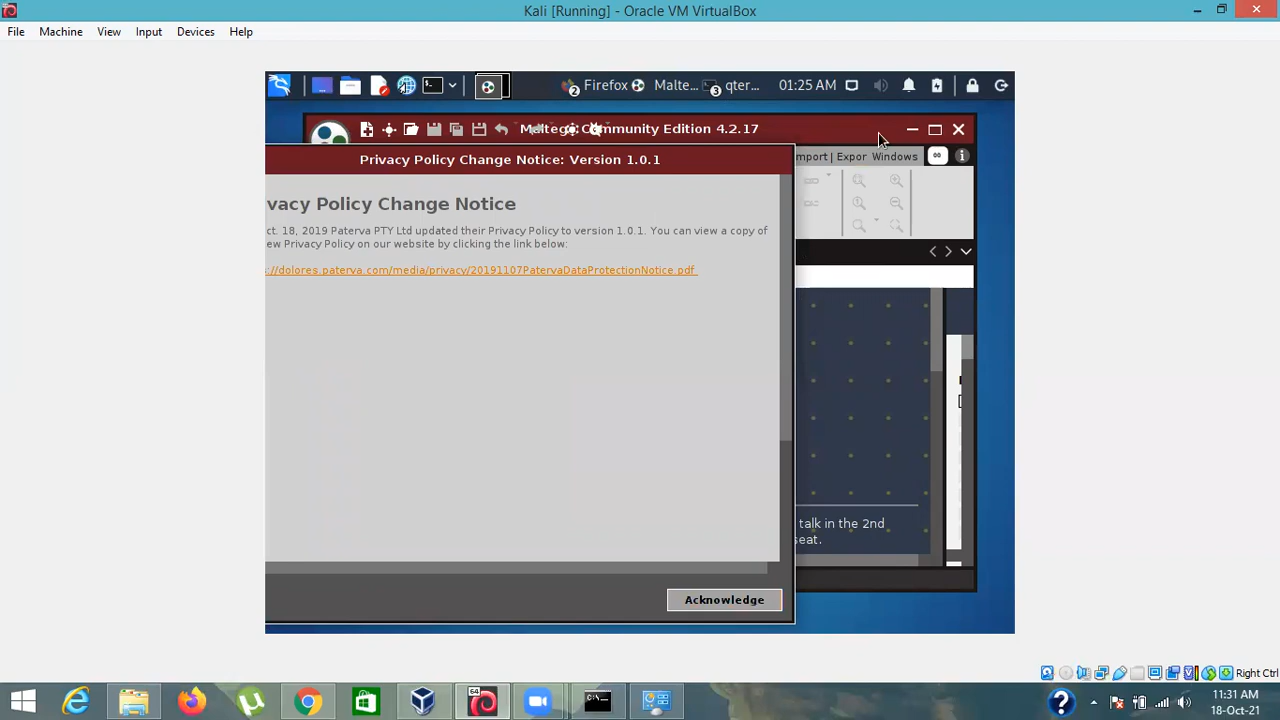 Kali [Running] - Oracle VM VirtualBox
File Machine View Input Devices Help
2 Firefox Malte... 3 qter... 01:25 AM
Maltego Community Edition 4.2.17
Privacy Policy Change Notice: Version 1.0.1
mport | Expor Windows
vacy Policy Change Notice
ct. 18, 2019 Paterva PTY Ltd updated their Privacy Policy to version 1.0.1. You can view a copy of
ew Privacy Policy on our website by clicking the link below:
://dolores.paterva.com/media/privacy/20191107PatervaDataProtectionNotice.pdf
talk in the 2nd
seat.
Acknowledge
Right Ctrl
64
11:31 AM
18-Oct-21